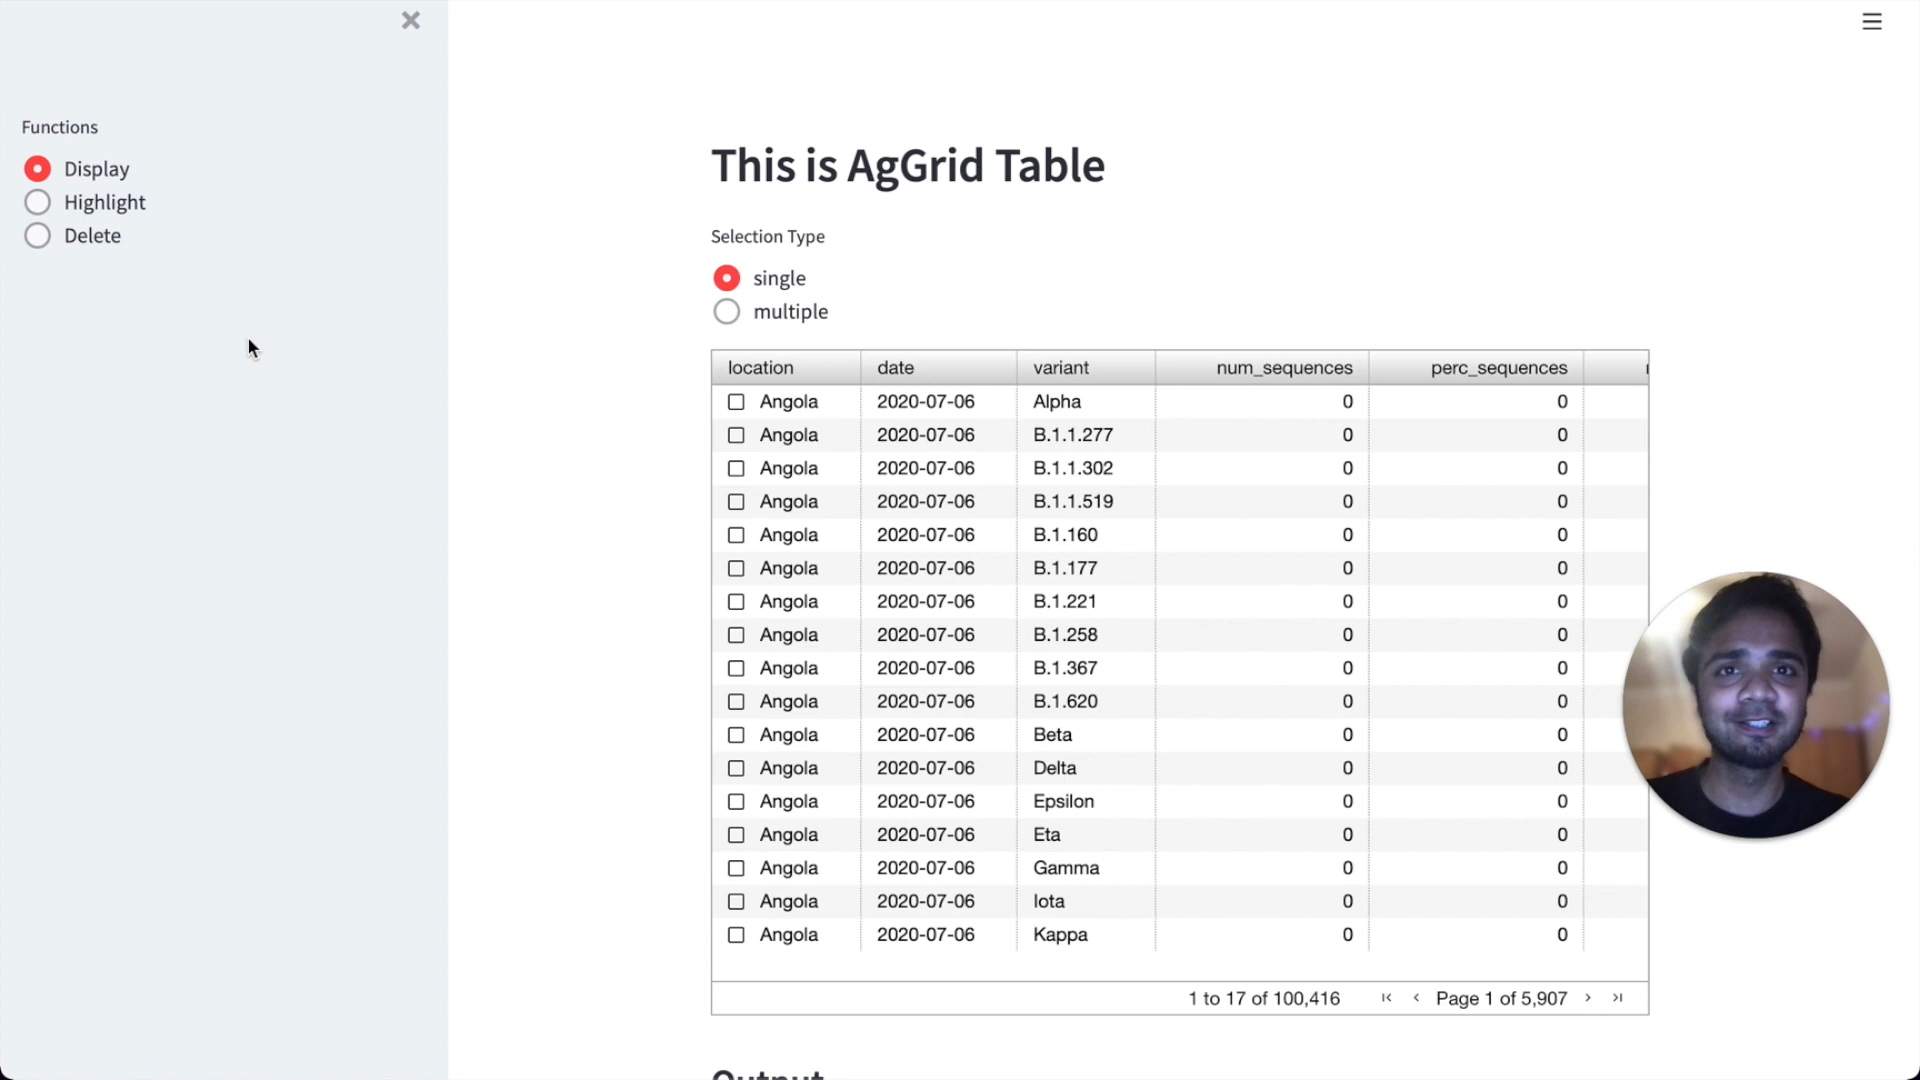 Functions
Display
Highlight
Delete
This is AgGrid Table
Selection Type
single
multiple
location date variant num_sequences perc_sequences
Angola 2020-07-06 Alpha 0 0
Angola 2020-07-06 B.1.1.277 0 0
Angola 2020-07-06 B.1.1.302 0 0
Angola 2020-07-06 B.1.1.519 0 0
Angola 2020-07-06 B.1.160 0 0
Angola 2020-07-06 B.1.177 0 0
Angola 2020-07-06 B.1.221 0 0
Angola 2020-07-06 B.1.258 0 0
Angola 2020-07-06 B.1.367 0 0
Angola 2020-07-06 B.1.620 0 0
Angola 2020-07-06 Beta 0 0
Angola 2020-07-06 Delta 0 0
Angola 2020-07-06 Epsilon 0 0
Angola 2020-07-06 Eta 0 0
Angola 2020-07-06 Gamma 0 0
Angola 2020-07-06 Iota 0 0
Angola 2020-07-06 Kappa 0 0
1 to 17 of 100,416 Page 1 of 5,907
Output